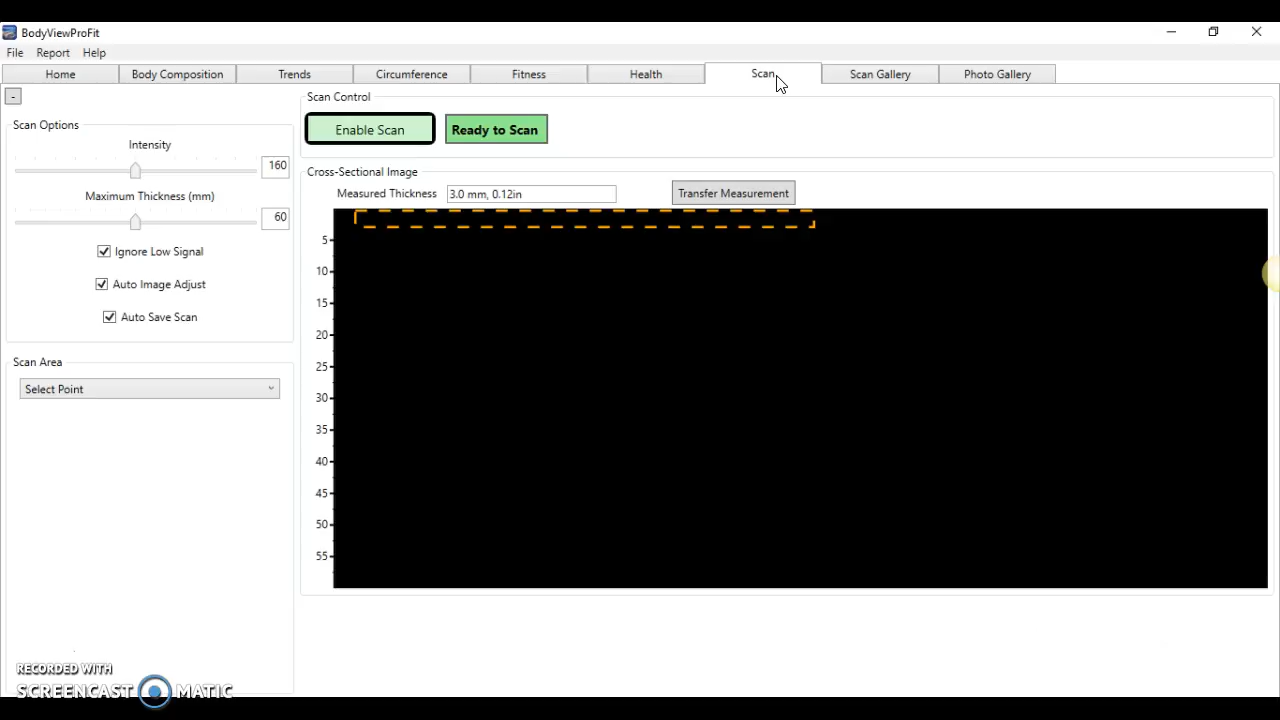 BodyViewProFit
File Report Help
Home Body Composition Trends Circumference Fitness Health Scan Scan Gallery Photo Gallery
-
Scan Control
Scan Options
Enable Scan Ready to Scan
Intensity
160
Cross-Sectional Image
Maximum Thickness (mm)
Measured Thickness 3.0 mm, 0.12in Transfer Measurement
60
Ignore Low Signal
Auto Image Adjust
Auto Save Scan
Scan Area
Select Point
5
10
15
20
25
30
35
40
45
50
55
RECORDED WITH
SCREENCAST MATIC